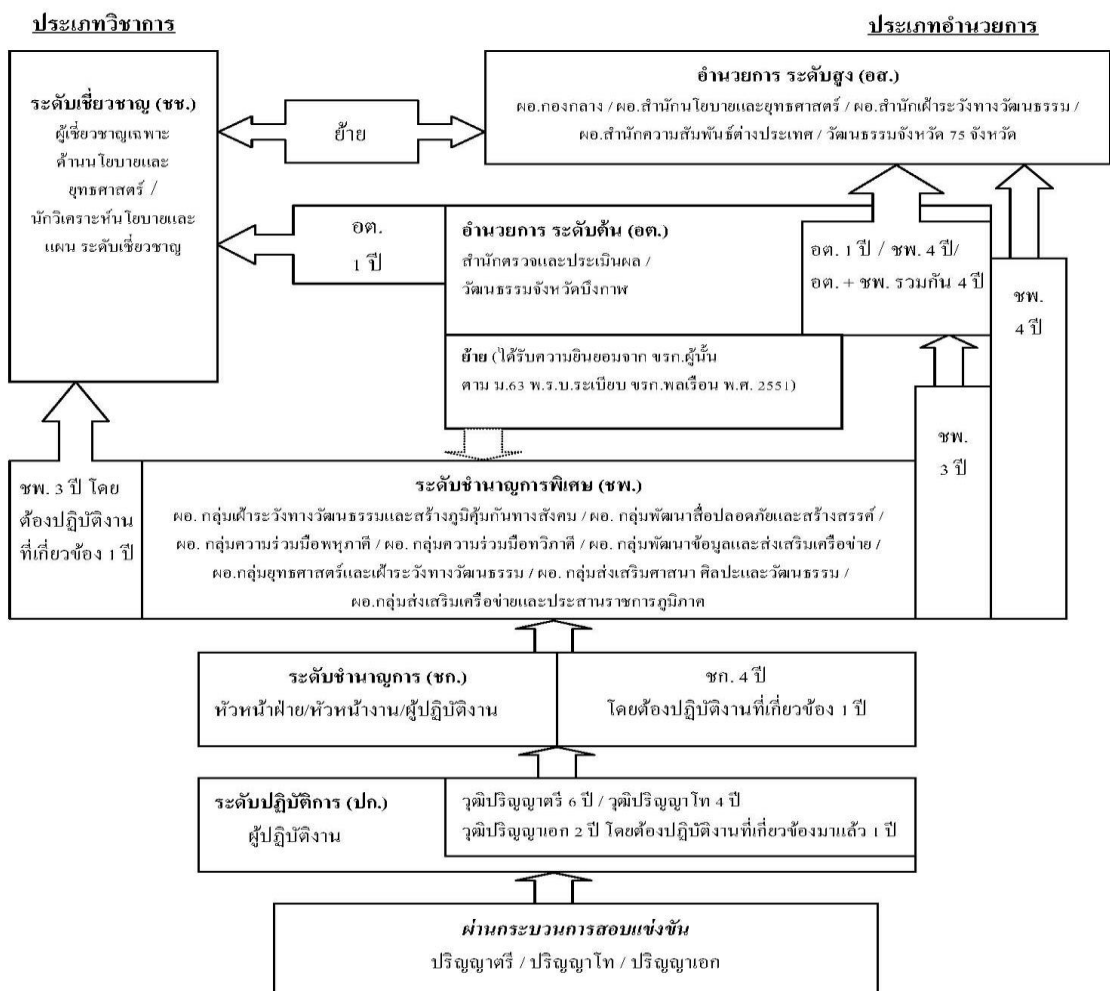 ประเภทวิชาการ
ประเภทอำนวยการ
ระดับเชี่ยวชาญ (ชช.)
ผู้เชี่ยวชาญเฉพาะ
ด้านนโยบายและ
ยุทธศาสตร์ /
นักวิเคราะห์นโยบายและ
แผน ระดับเชี่ยวชาญ
ย้าย
อำนวยการ ระดับสูง (อส.)
ผอ.กองกลาง / ผอ.สำนักนโยบายและยุทธศาสตร์ / ผอ.สำนักเฝ้าระวังทางวัฒนธรรม /
ผอ.สำนักความสัมพันธ์ต่างประเทศ / วัฒนธรรมจังหวัด 75 จังหวัด
อต.
1 ปี
อำนวยการ ระดับต้น (อต.)
สำนักตรวจและประเมินผล /
วัฒนธรรมจังหวัดบึงกาฬ
อต. 1 ปี / ชพ. 4 ปี/
อต. + ชพ. รวมกัน 4 ปี
ชพ.
4 ปี
ย้าย (ได้รับความยินยอมจาก ขรก.ผู้นั้น
ตาม ม.63 พ.ร.บ.ระเบียบ ขรก.พลเรือน พ.ศ. 2551)
ชพ.
3 ปี
ชพ. 3 ปี โดย
ต้องปฏิบัติงาน
ที่เกี่ยวข้อง 1 ปี
ระดับชำนาญการพิเศษ (ชพ.)
ผอ. กลุ่มเฝ้าระวังทางวัฒนธรรมและสร้างภูมิคุ้มกันทางสังคม / ผอ. กลุ่มพัฒนาสื่อปลอดภัยและสร้างสรรค์ /
ผอ. กลุ่มความร่วมมือพหุภาคี / ผอ. กลุ่มความร่วมมือทวิภาคี / ผอ. กลุ่มพัฒนาข้อมูลและส่งเสริมเครือข่าย /
ผอ.กลุ่มยุทธศาสตร์และเฝ้าระวังทางวัฒนธรรม / ผอ. กลุ่มส่งเสริมศาสนา ศิลปะและวัฒนธรรม /
ผอ.กลุ่มส่งเสริมเครือข่ายและประสานราชการภูมิภาค
ระดับชำนาญการ (ชก.)
หัวหน้าฝ่าย/หัวหน้างาน/ผู้ปฏิบัติงาน
ชก. 4 ปี
โดยต้องปฏิบัติงานที่เกี่ยวข้อง 1 ปี
ระดับปฏิบัติการ (ปก.)
ผู้ปฏิบัติงาน
วุฒิปริญญาตรี 6 ปี / วุฒิปริญญาโท 4 ปี
วุฒิปริญญาเอก 2 ปี โดยต้องปฏิบัติงานที่เกี่ยวข้องมาแล้ว 1 ปี
ผ่านกระบวนการสอบแข่งขัน
ปริญญาตรี / ปริญญาโท / ปริญญาเอก